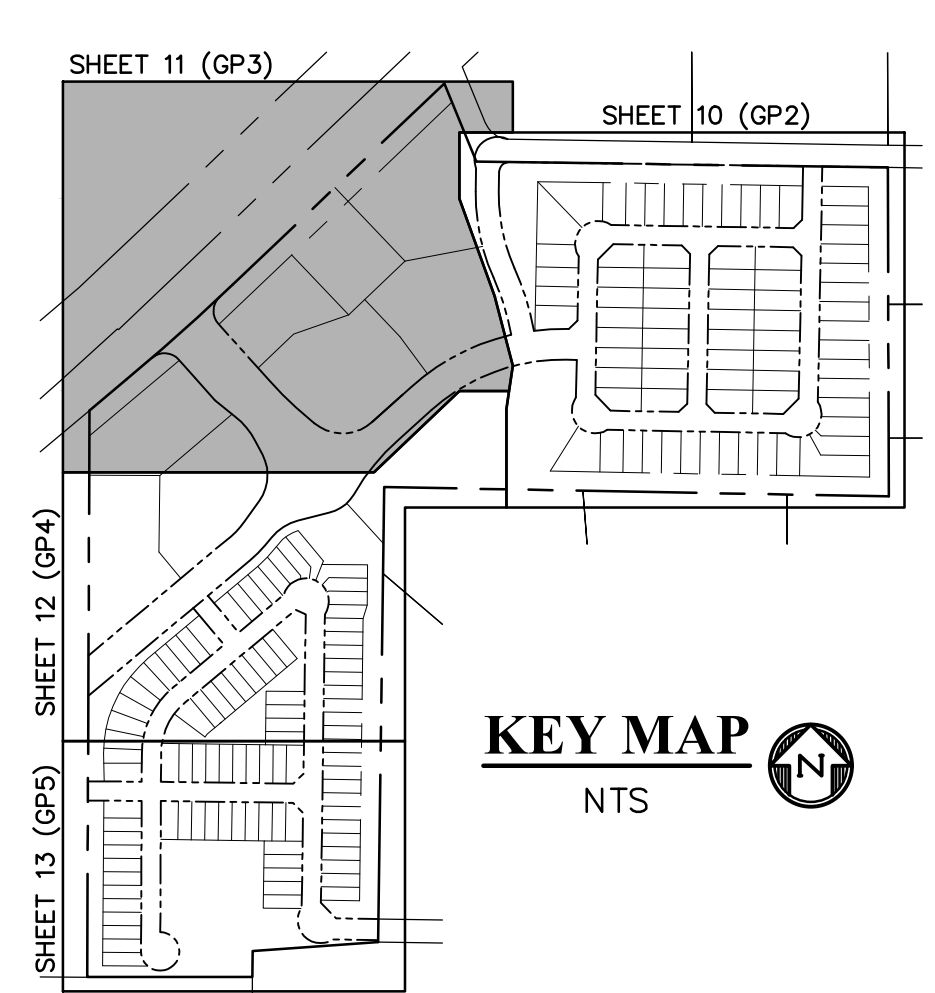 SHEET 11 (GP3)
SHEET 10 (GP2)
SHEET 12 (GP4)
SHEET 13 (GP5)
KEY MAP
N
NTS